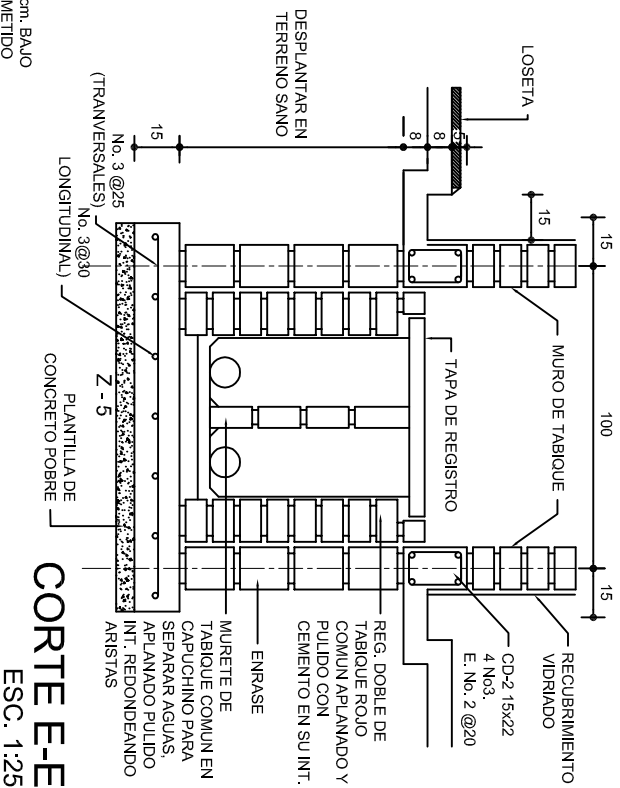 cm. BAJO
METIDO
DESPLANTAR EN
TERRENO SANO
LOSETA
15
8
8
5
15
15
100
15
No. 3 @25
(TRANVERSALES)
No. 3@30
LONGITUDINAL)
MURO DE TABIQUE
TAPA DE REGISTRO
Z - 5
PLANTILLA DE
CONCRETO POBRE
RECUBRIMIENTO
VIDRIADO
CD-2 15x22
4 No3.
E. No. 2 @20
REG. DOBLE DE
TABIQUE ROJO
COMUN APLANADO Y
PULIDO CON
CEMENTO EN SU INT.
ENRASE
MURETE DE
TABIQUE COMUN EN
CAPUCHINO PARA
SEPARAR AGUAS,
APLANADO PULIDO
INT. REDONDEANDO
ARISTAS
CORTE E-E
ESC. 1:25